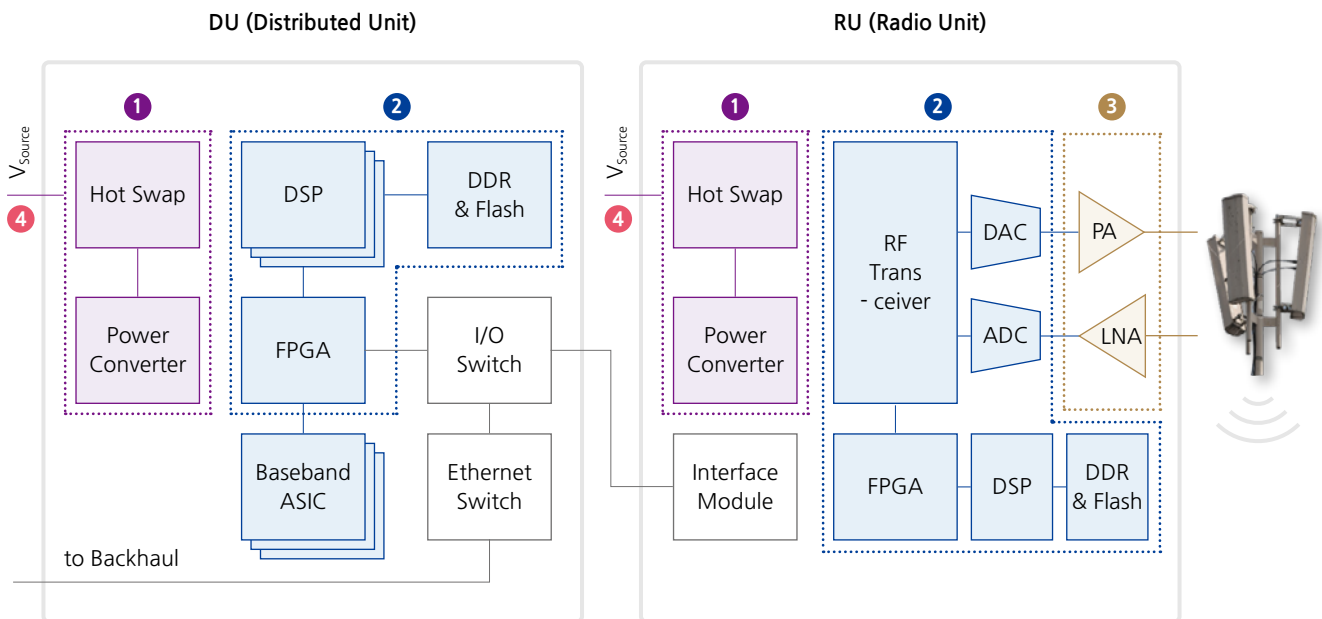 DU (Distributed Unit)
RU (Radio Unit)
V Source
4
1
Hot Swap
Power
Converter
2
DSP
DDR
& Flash
FPGA
I/O
Switch
Baseband
ASIC
Ethernet
Switch
to Backhaul
V Source
4
1
Hot Swap
Power
Converter
Interface
Module
2
RF
Trans
- ceiver
DAC
ADC
FPGA
DSP
DDR
& Flash
3
PA
LNA